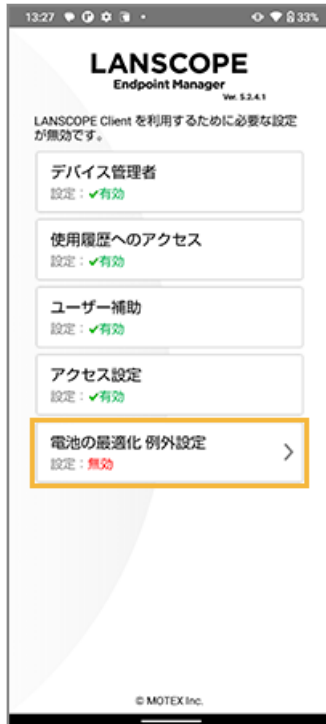 13:27
33%
LANSCOPE
Endpoint Manager
Ver. 5.2.4.1
LANSCOPE Client を利用するために必要な設定
が無効です。
デバイス管理者
設定：✔有効
使用履歴へのアクセス
設定：✔有効
ユーザー補助
設定：✔有効
アクセス設定
設定：✔有効
電池の最適化 例外設定
設定：無効
© MOTEX Inc.